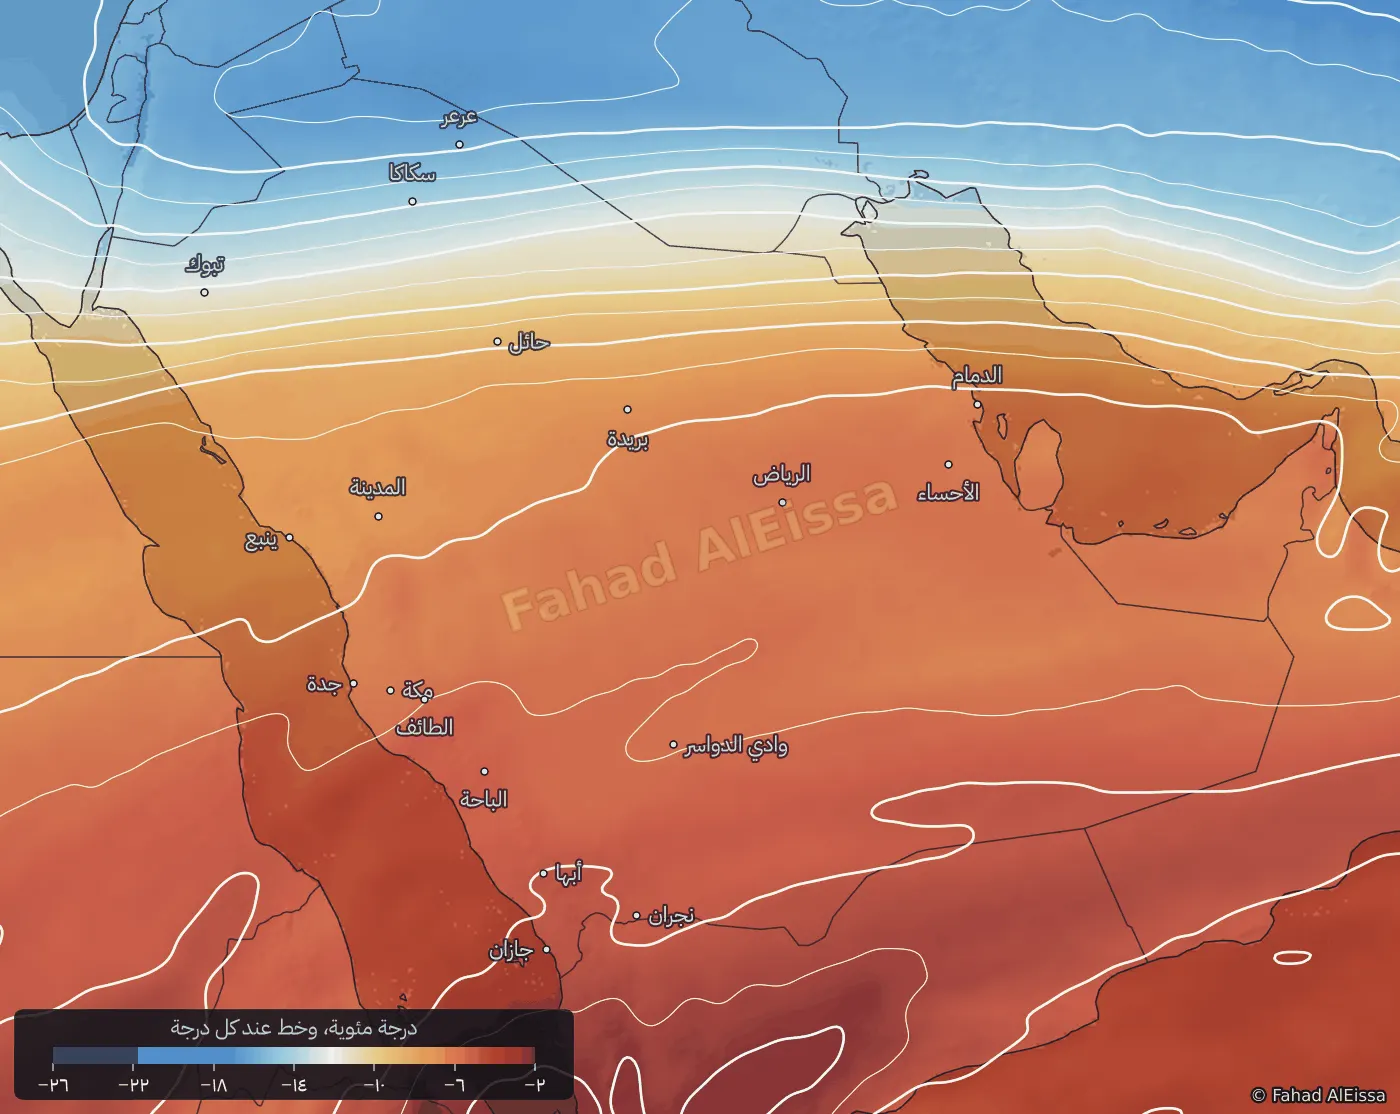 عرعر
سكاكا
تبوك
حائل
الدمام
بريدة
الرياض
الأحساء
المدينة
Fahad AlEissa
ينبع
جدة
مكة
الطائف
وادي الدواسر
الباحة
أبها
نجران
جازان
درجة مئوية، وخط عند كل درجة
−٢٦ −٢٢ −١٨ −١٤ −١٠ −٦ −٢
© Fahad AlEissa